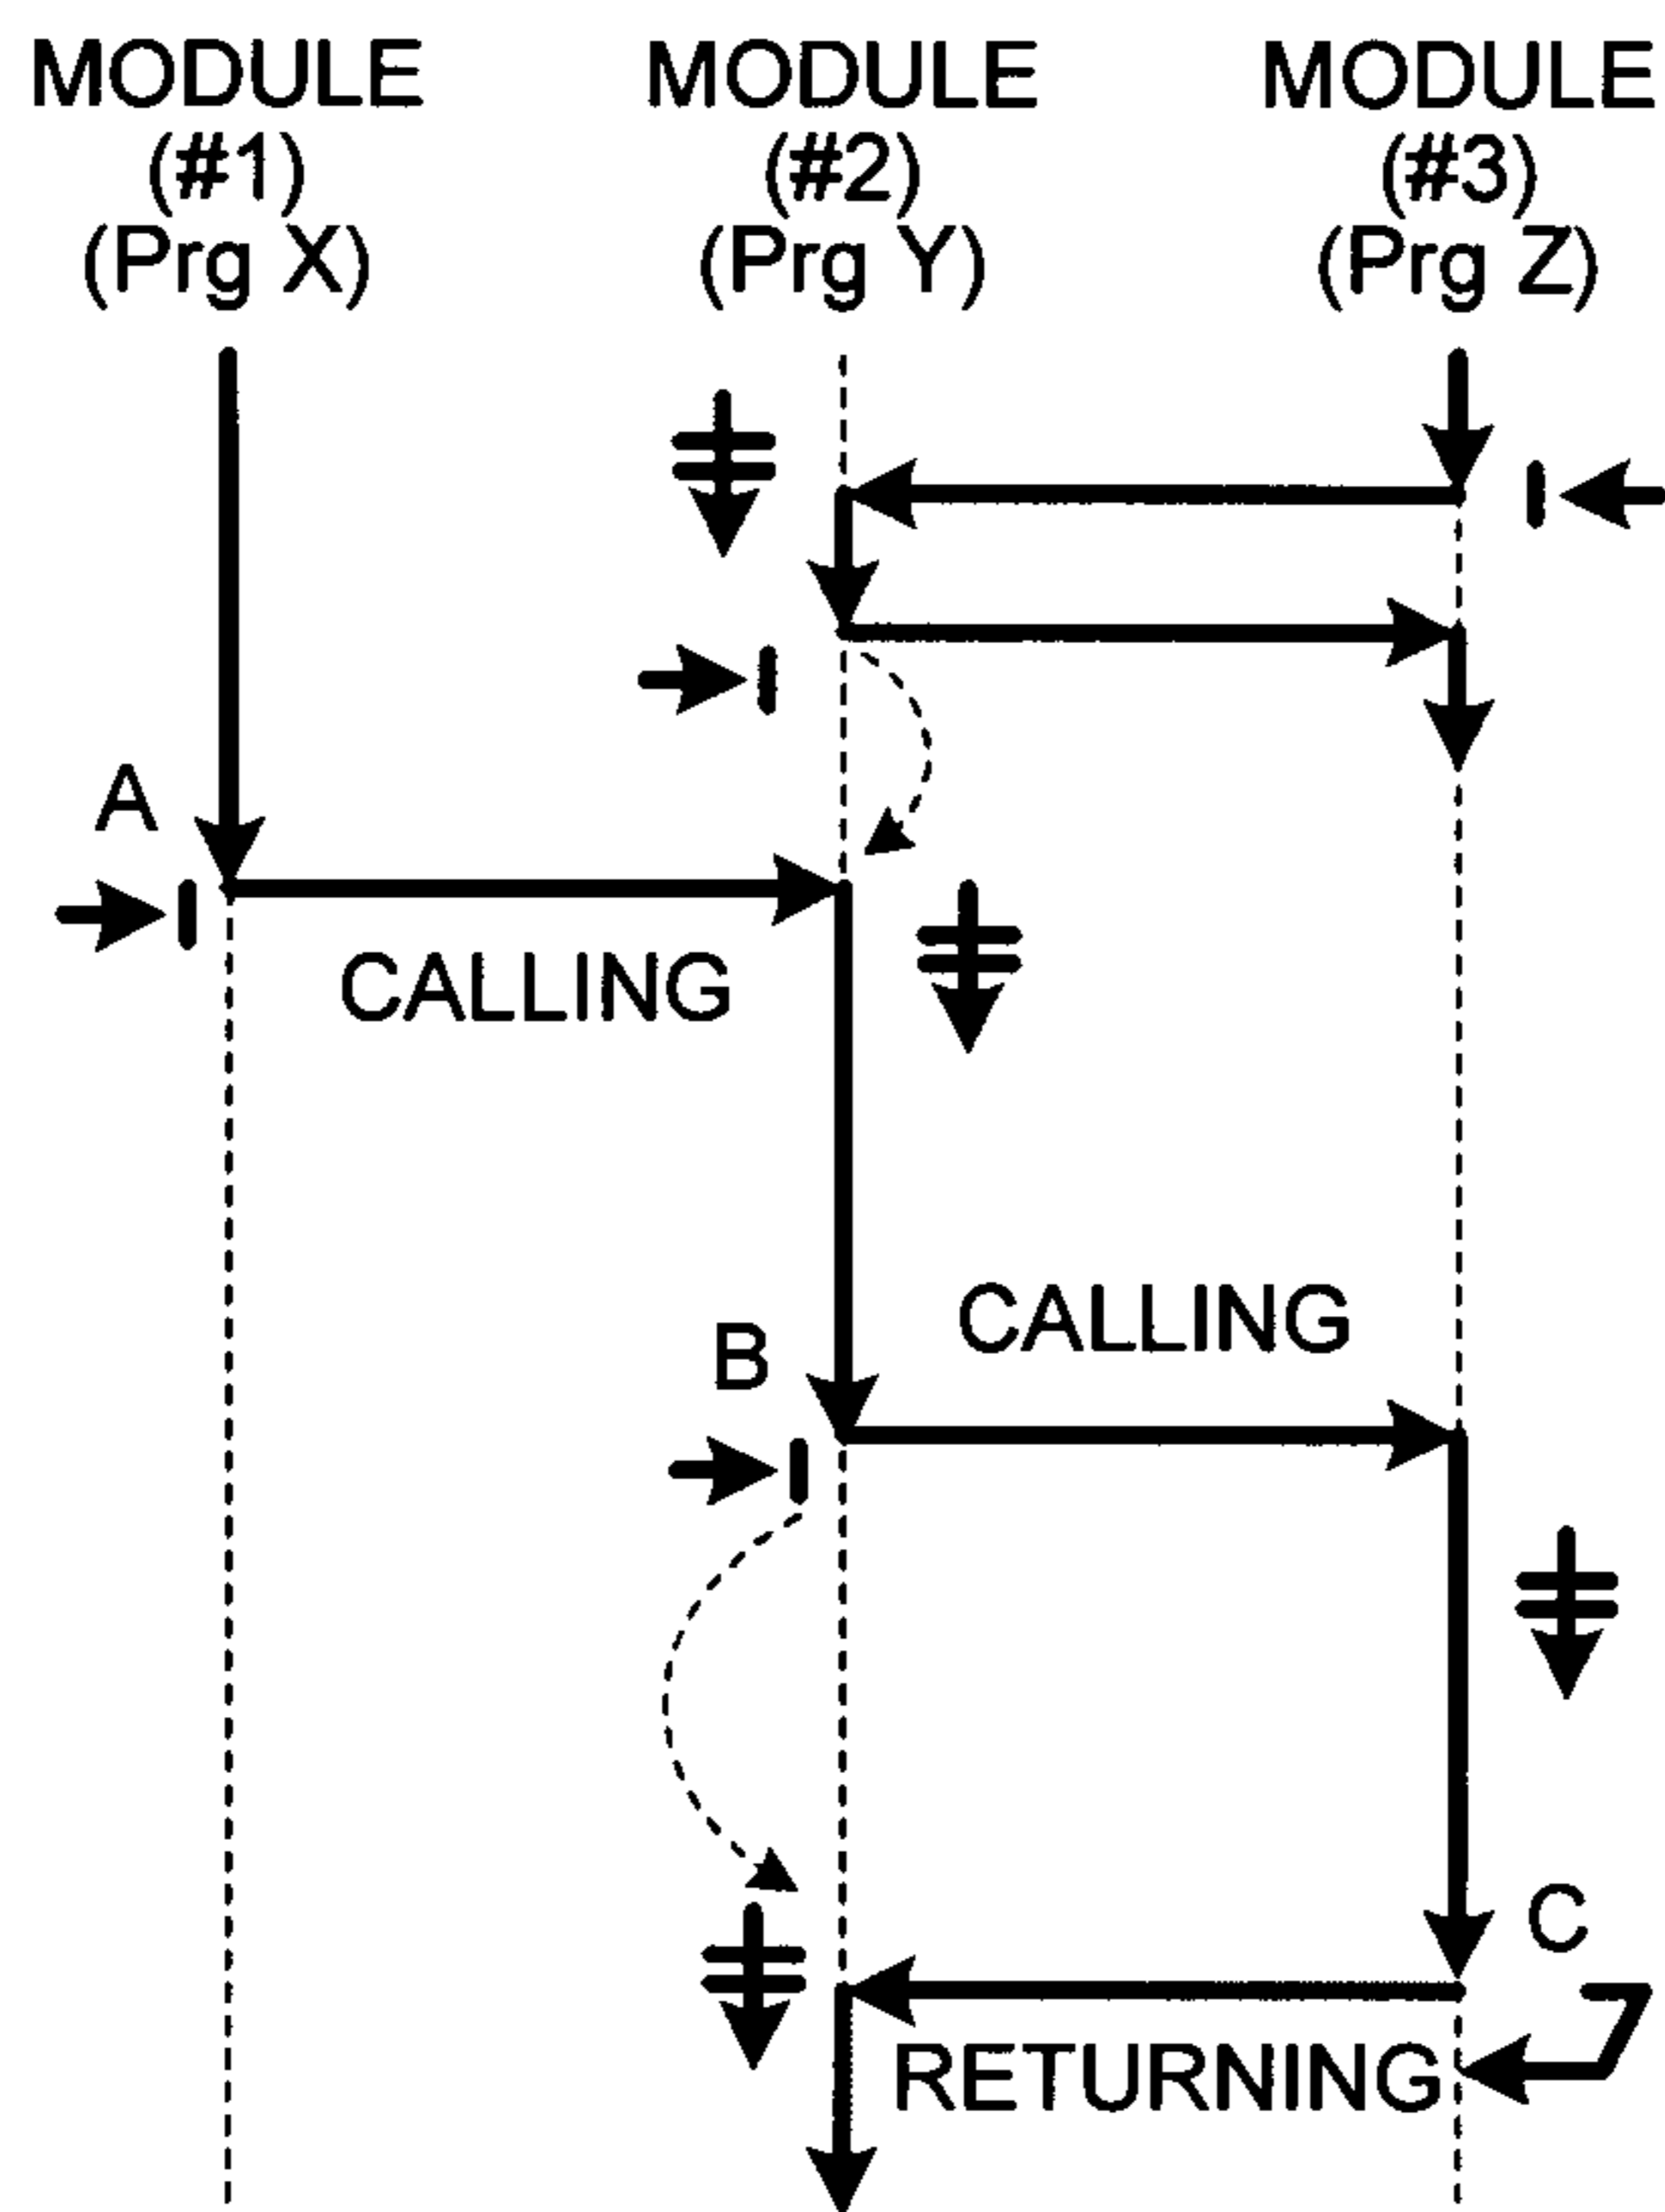 MODULE
(#1)
(Prg X)
MODULE
(#2)
(Prg Y)
MODULE
(#3)
(Prg Z)
A
CALLING
B
CALLING
C
RETURNING